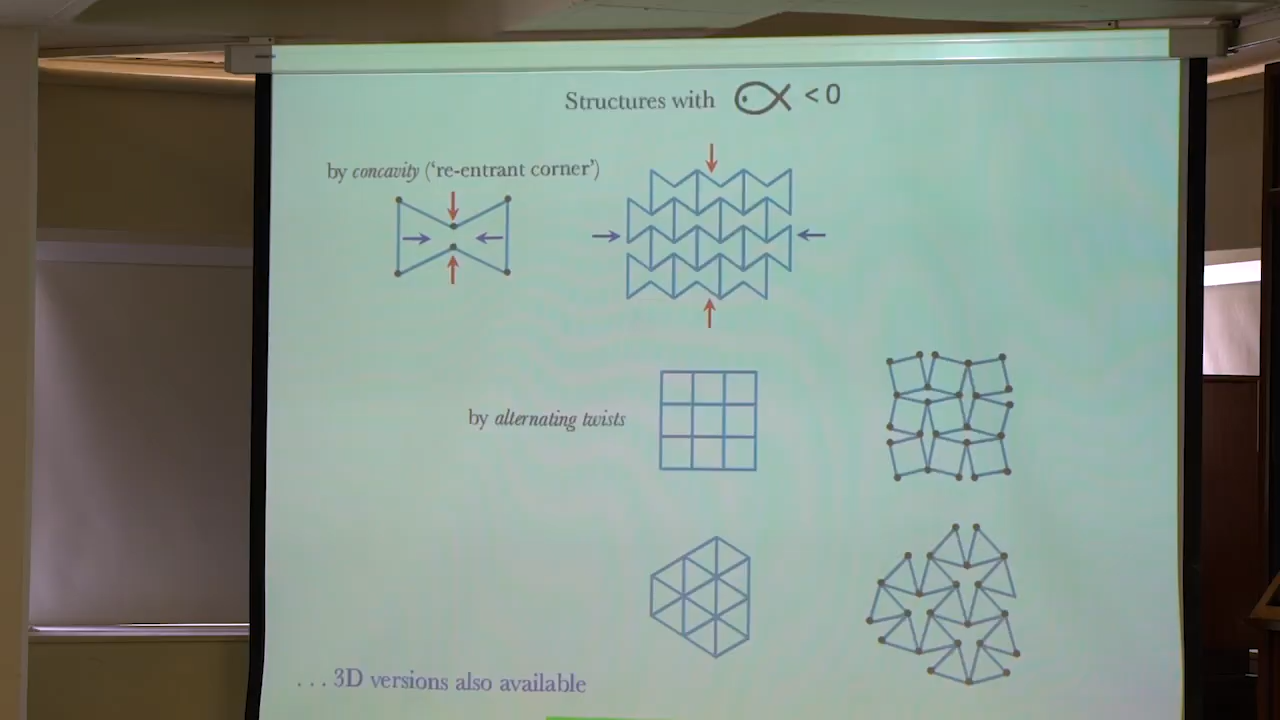 Structures with < 0
by concavity (‘re-entrant corner’)
by alternating twists
. . . 3D versions also available